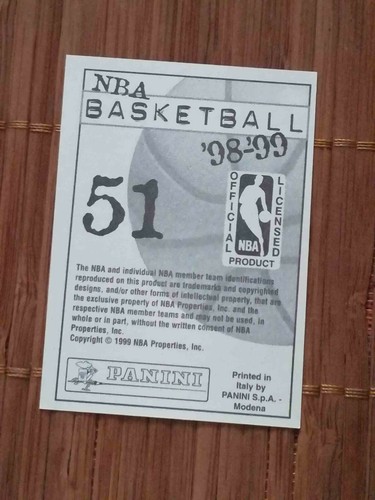 NBA
BASKETBALL
'98-'99
51
OFFICIAL
LICENSED
NBA
PRODUCT
The NBA and individual NBA member team identifications
reproduced on this product are trademarks and copyrighted
designs, and/or other forms of intellectual property, that are
the exclusive property of NBA Properties, Inc. and the
respective NBA member teams and may not be used, in
whole or in part, without the written consent of NBA
Properties, Inc.
Copyright © 1999 NBA Properties, Inc.
PANINI
Printed in
Italy by
PANINI S.p.A. -
Modena